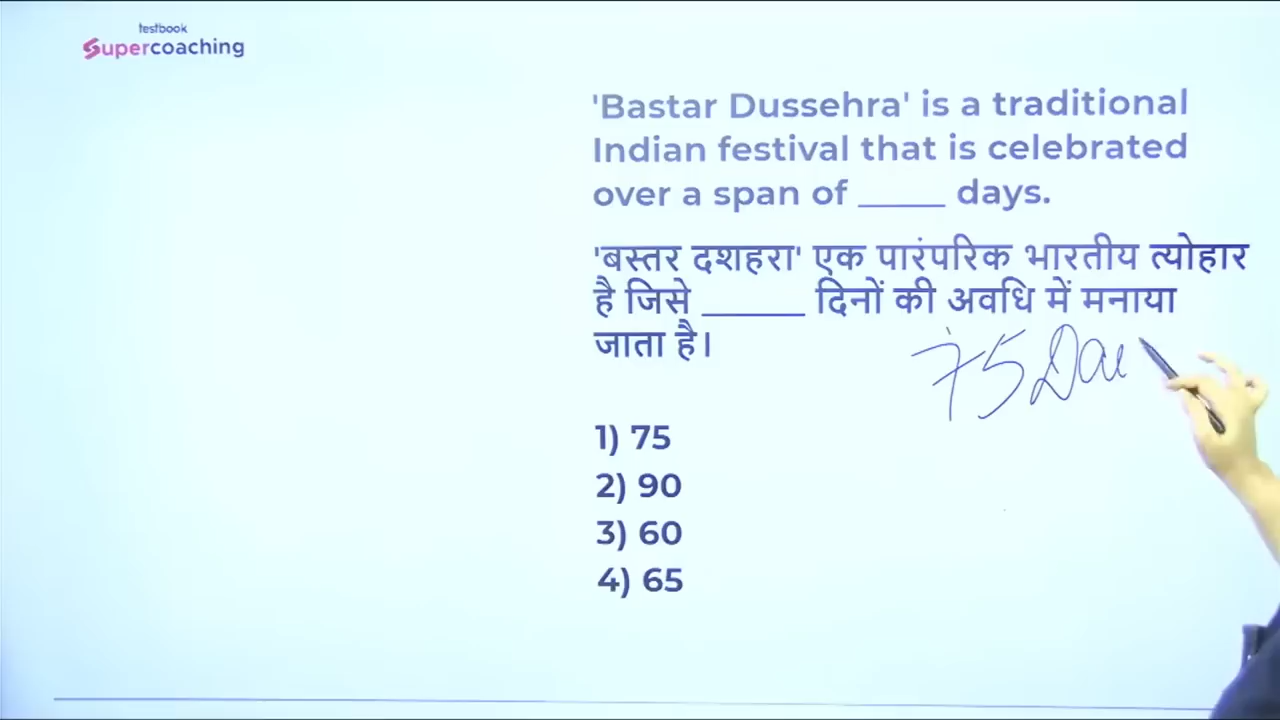 testbook
Supercoaching
'Bastar Dussehra' is a traditional
Indian festival that is celebrated
over a span of _____ days.
'बस्तर दशहरा' एक पारंपरिक भारतीय त्योहार
है जिसे ______ दिनों की अवधि में मनाया
जाता है।
75 Da
1) 75
2) 90
3) 60
4) 65